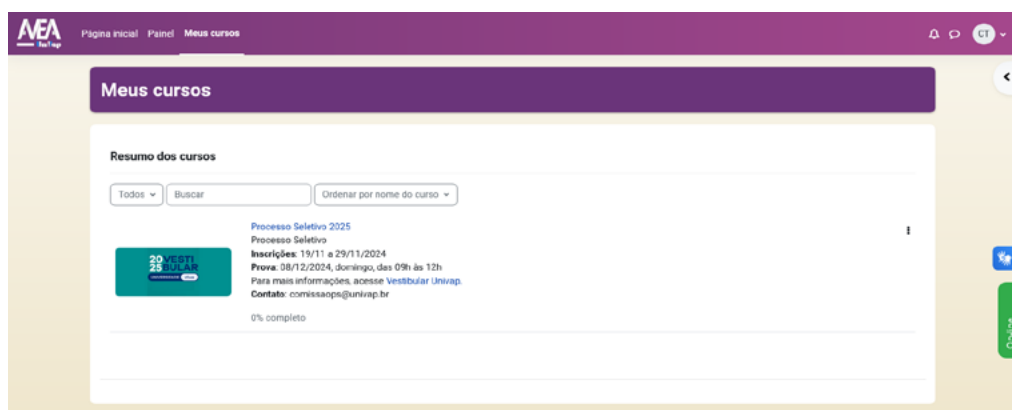 AVEA
Univap
Página inicial Painel Meus cursos
CT
Meus cursos
Resumo dos cursos
Todos
Buscar
Ordenar por nome do curso
Processo Seletivo 2025
Processo Seletivo
Inscrições: 19/11 a 29/11/2024
20 VESTI
25 BULAR
Prova: 08/12/2024, domingo, das 09h às 12h
Para mais informações, acesse Vestibular Univap.
Contato: comissaops@univap.br
0% completo